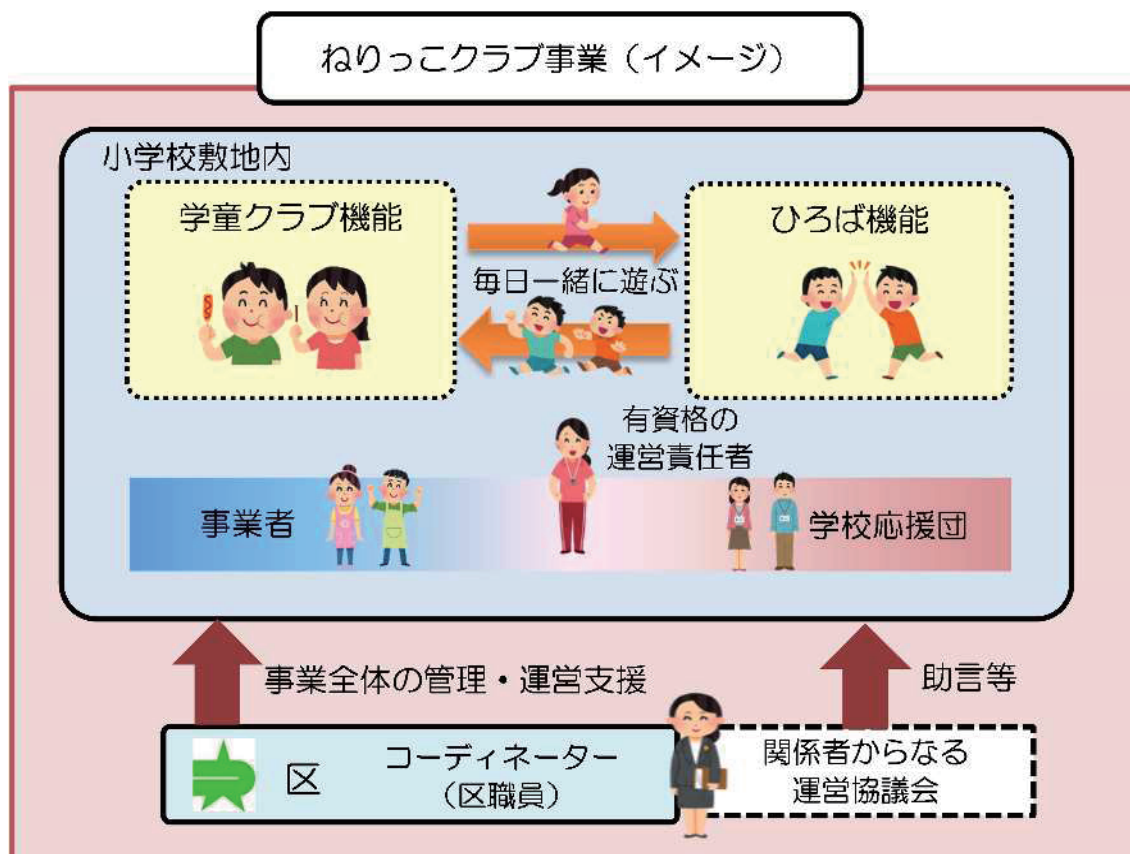 ねりっこクラブ事業（イメージ）
小学校敷地内
学童クラブ機能
毎日一緒に遊ぶ
ひろば機能
有資格の
運営責任者
事業者
学校応援団
事業全体の管理・運営支援
助言等
区
コーディネーター
（区職員）
関係者からなる
運営協議会